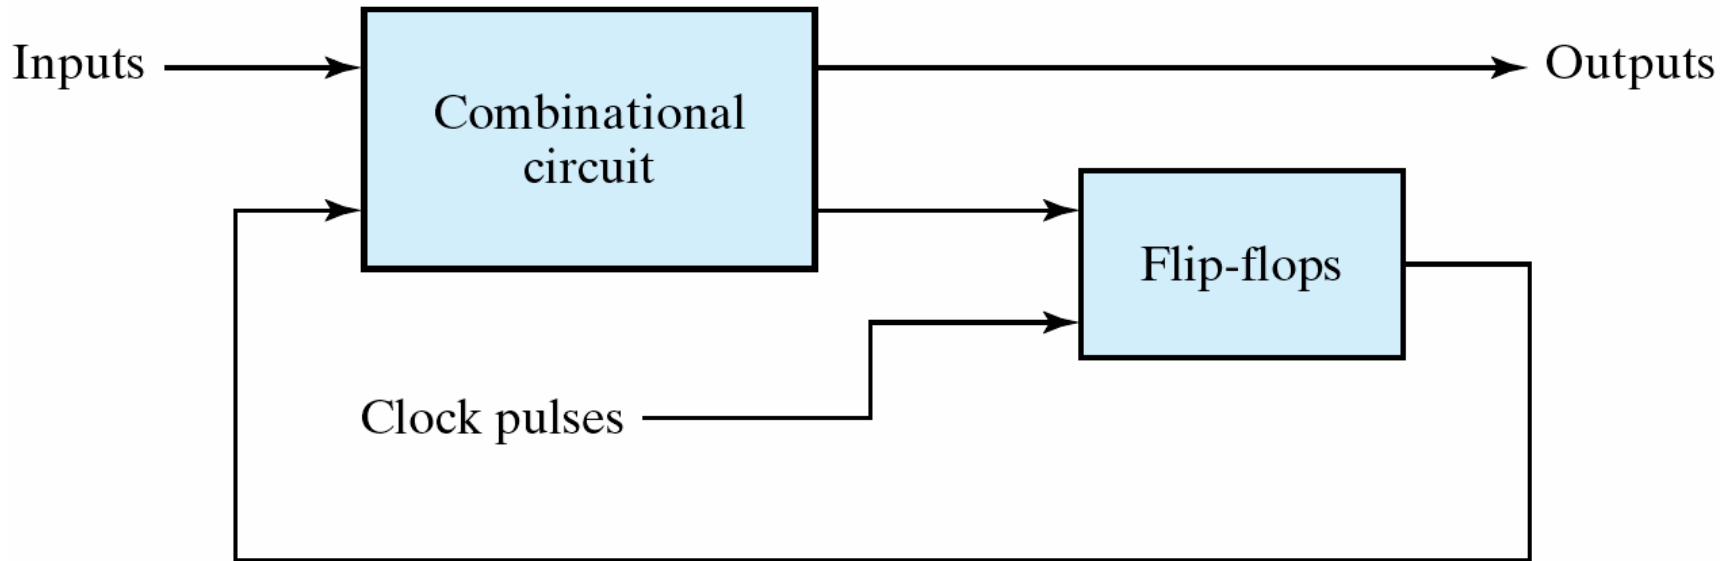 Inputs
Combinational
circuit
Outputs
Flip-flops
Clock pulses